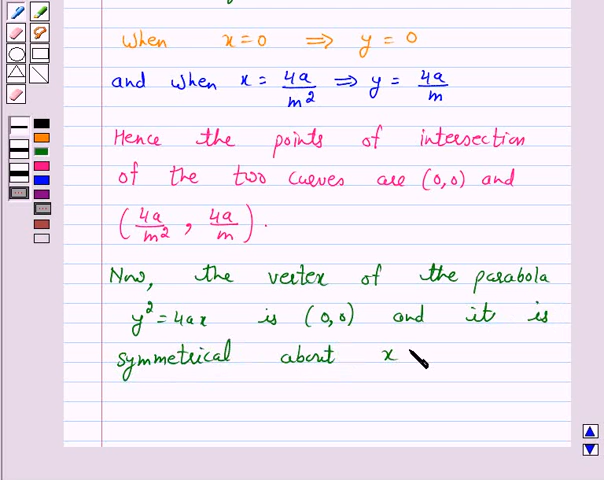 when x=0 ⇒ y = 0
and when x = 4a/m² ⇒ y = 4a/m
Hence the points of intersection
of the two curves are (0,0) and
(4a/m² , 4a/m).
Now, the vertex of the parabola
y² = 4ax is (0,0) and it is
symmetrical about x